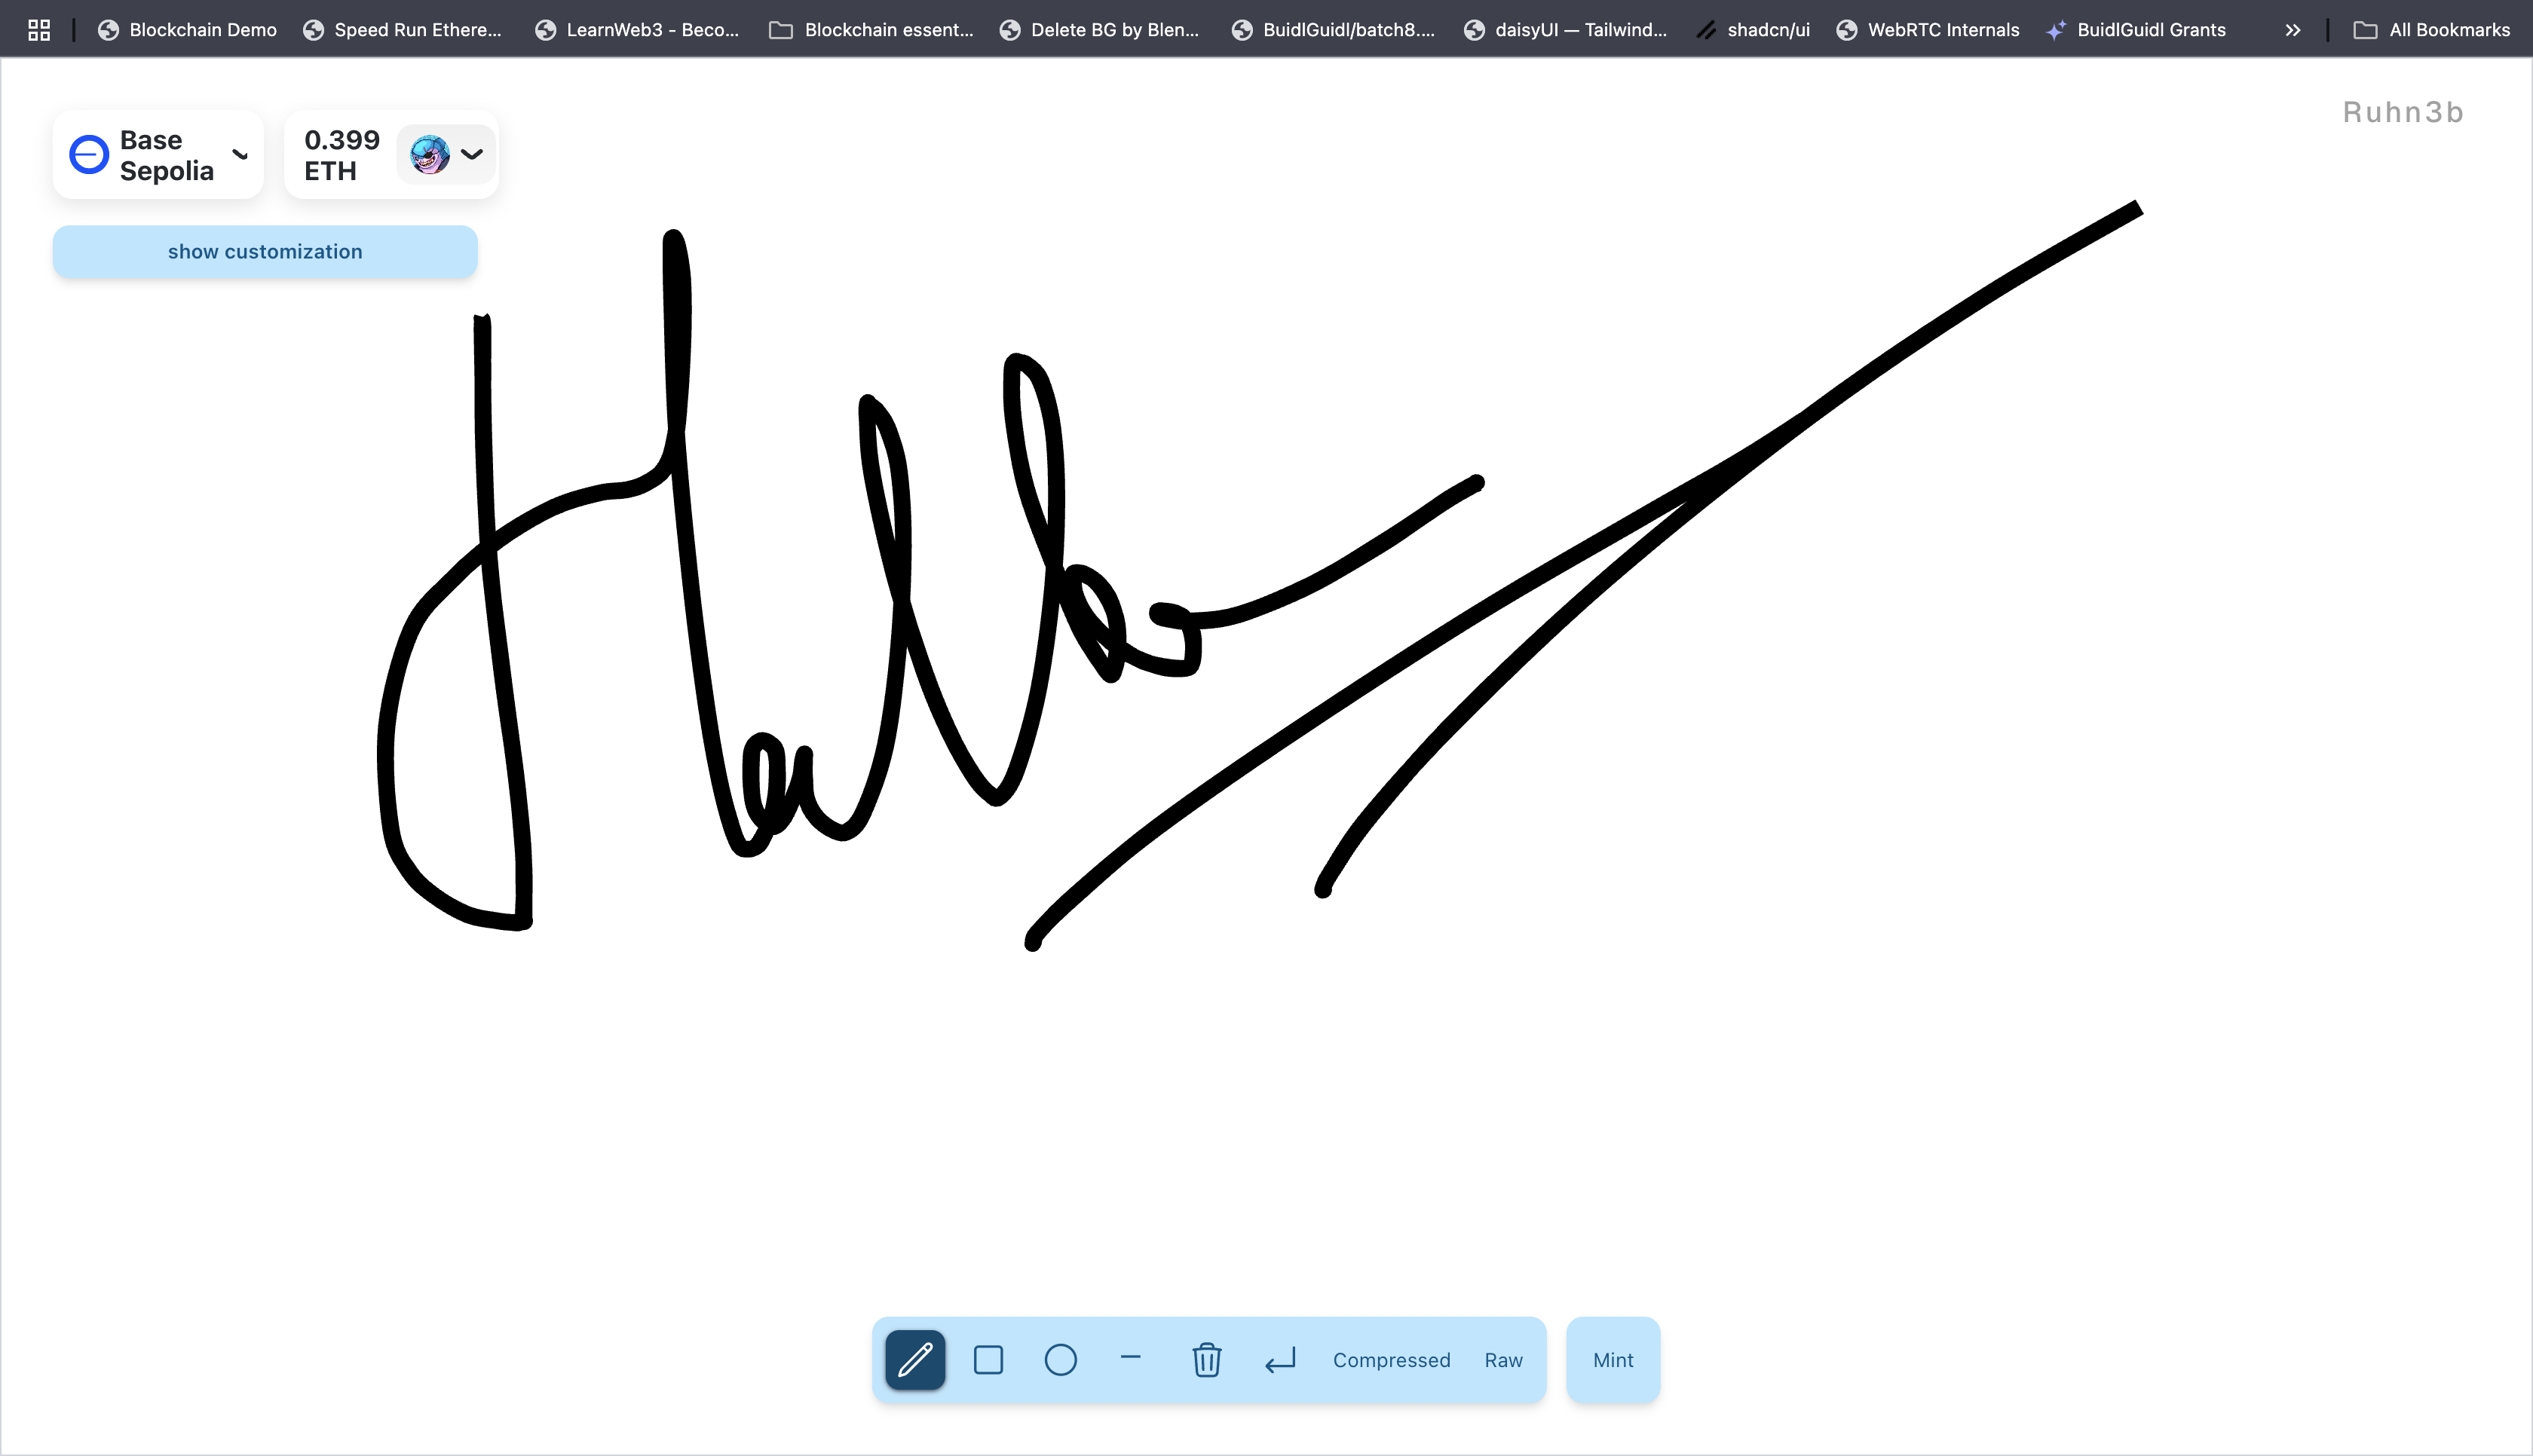 Blockchain Demo Speed Run Ethere... LearnWeb3 - Beco... Blockchain essent... Delete BG by Blen... BuidlGuidl/batch8.... daisyUI — Tailwind... shadcn/ui WebRTC Internals BuidlGuidl Grants All Bookmarks
Ruhn3b
Base
Sepolia
0.399
ETH
show customization
Hello
Compressed Raw Mint